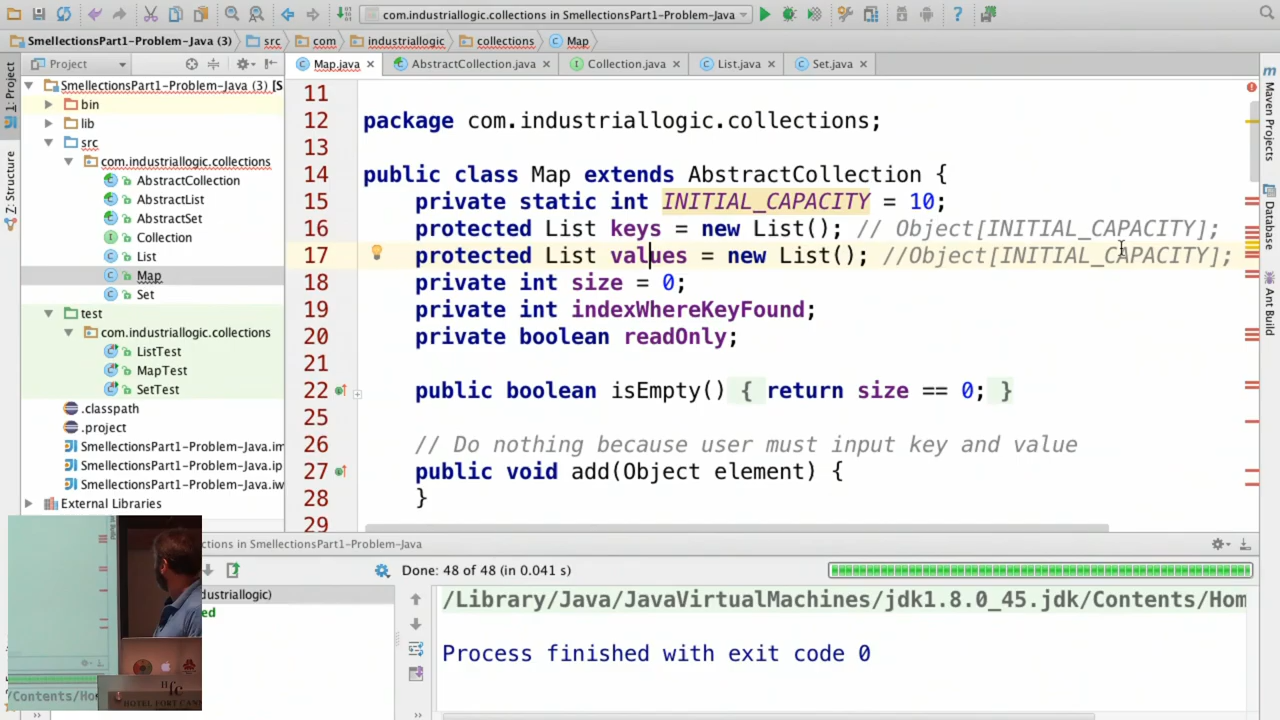 com.industriallogic.collections in SmellectionsPart1-Problem-Java
SmellectionsPart1-Problem-Java (3) src com industriallogic collections Map
1: Project
Z: Structure
Project
Map.java AbstractCollection.java Collection.java List.java Set.java
SmellectionsPart1-Problem-Java (3) [S
bin
lib
src
com.industriallogic.collections
AbstractCollection
AbstractList
AbstractSet
Collection
List
Map
Set
test
com.industriallogic.collections
ListTest
MapTest
SetTest
.classpath
.project
SmellectionsPart1-Problem-Java.im
SmellectionsPart1-Problem-Java.ip
SmellectionsPart1-Problem-Java.iw
External Libraries
11
12 package com.industriallogic.collections;
13
14 public class Map extends AbstractCollection {
15 private static int INITIAL_CAPACITY = 10;
16 protected List keys = new List(); // Object[INITIAL_CAPACITY];
17 protected List values = new List(); //Object[INITIAL_CAPACITY];
18 private int size = 0;
19 private int indexWhereKeyFound;
20 private boolean readOnly;
21
22 public boolean isEmpty() { return size == 0; }
25
26 // Do nothing because user must input key and value
27 public void add(Object element) {
28 }
29
Maven Projects
Database
Ant Build
ctions in SmellectionsPart1-Problem-Java
Done: 48 of 48 (in 0.041 s)
dustriallogic)
ed
/Library/Java/JavaVirtualMachines/jdk1.8.0_45.jdk/Contents/Hom
Process finished with exit code 0
/Contents/Ho
HOTEL FORT CAN